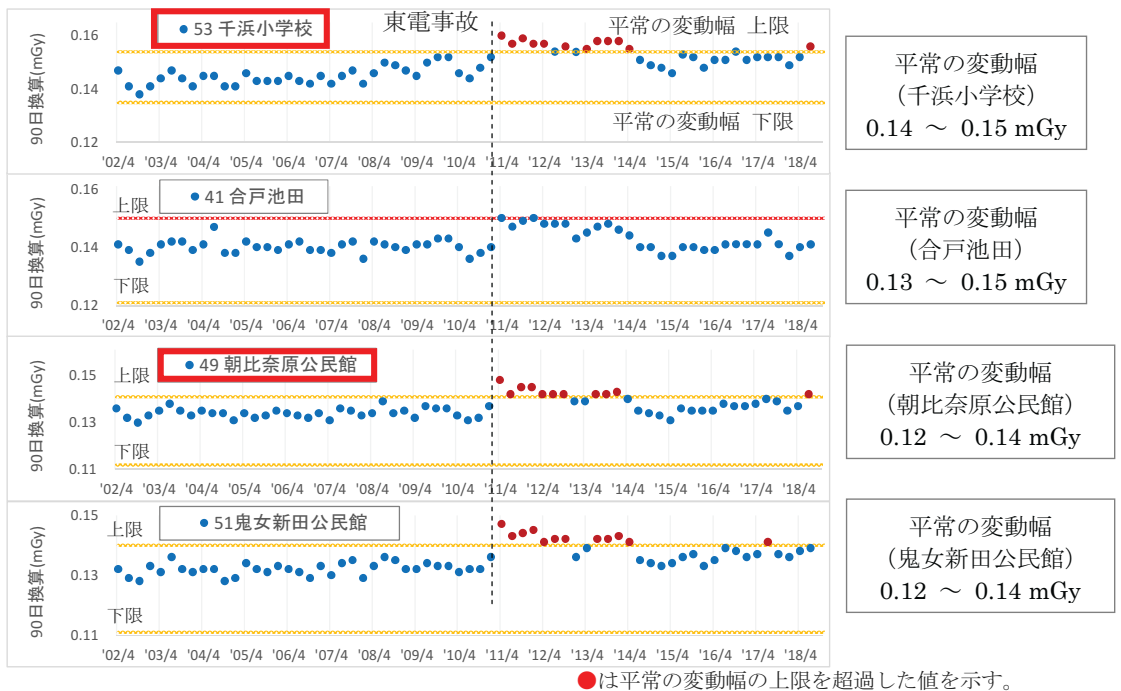 東電事故
53 千浜小学校
平常の変動幅 上限
平常の変動幅 下限
90日換算(mGy)
0.16
0.14
0.12
'02/4 '03/4 '04/4 '05/4 '06/4 '07/4 '08/4 '09/4 '10/4 '11/4 '12/4 '13/4 '14/4 '15/4 '16/4 '17/4 '18/4
平常の変動幅
（千浜小学校）
0.14 ～ 0.15 mGy
41 合戸池田
上限
下限
90日換算(mGy)
0.16
0.14
0.12
'02/4 '03/4 '04/4 '05/4 '06/4 '07/4 '08/4 '09/4 '10/4 '11/4 '12/4 '13/4 '14/4 '15/4 '16/4 '17/4 '18/4
平常の変動幅
（合戸池田）
0.13 ～ 0.15 mGy
49 朝比奈原公民館
上限
下限
90日換算(mGy)
0.15
0.13
0.11
'02/4 '03/4 '04/4 '05/4 '06/4 '07/4 '08/4 '09/4 '10/4 '11/4 '12/4 '13/4 '14/4 '15/4 '16/4 '17/4 '18/4
平常の変動幅
（朝比奈原公民館）
0.12 ～ 0.14 mGy
51鬼女新田公民館
上限
下限
90日換算(mGy)
0.15
0.13
0.11
'02/4 '03/4 '04/4 '05/4 '06/4 '07/4 '08/4 '09/4 '10/4 '11/4 '12/4 '13/4 '14/4 '15/4 '16/4 '17/4 '18/4
平常の変動幅
（鬼女新田公民館）
0.12 ～ 0.14 mGy
●は平常の変動幅の上限を超過した値を示す。